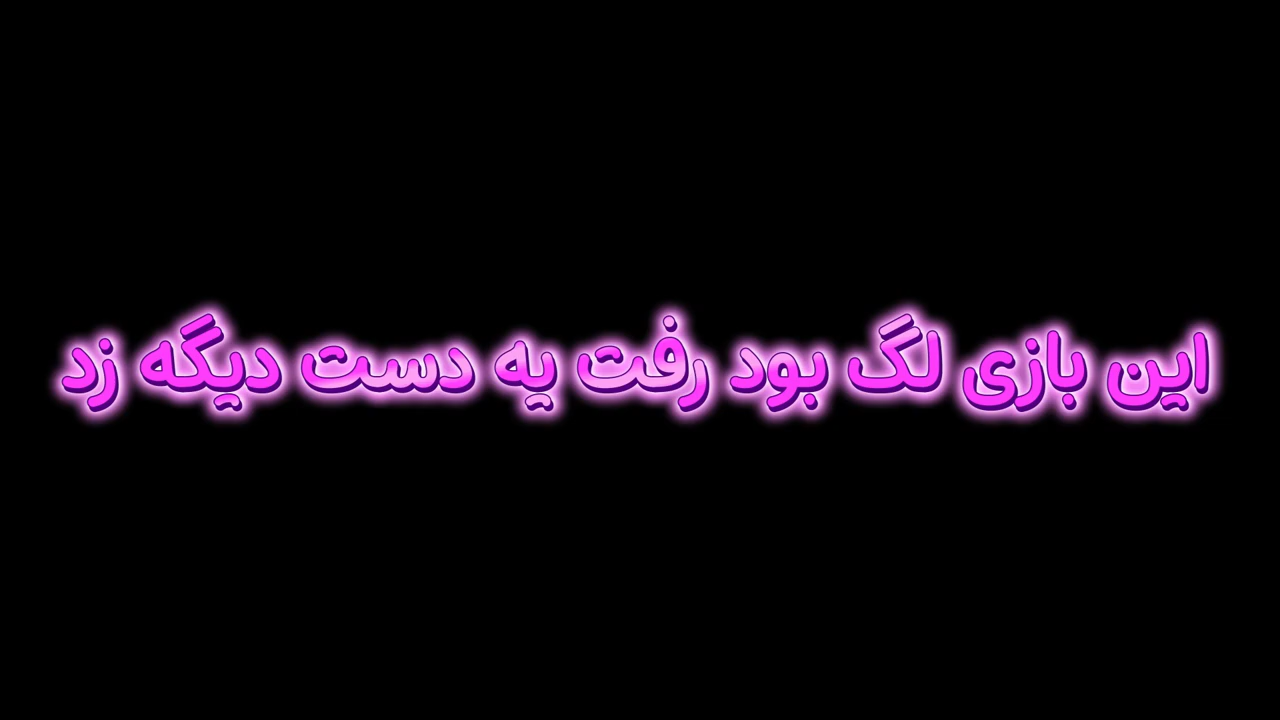 این بازی لگ بود رفت یه دست دیگه زد